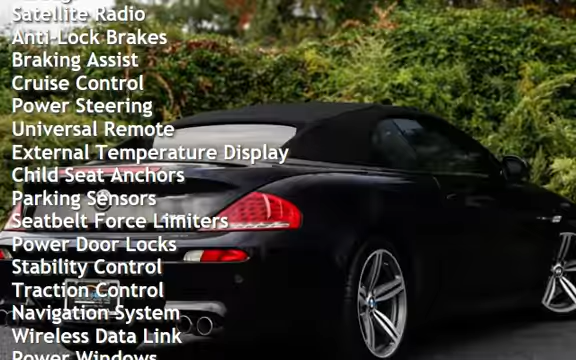 Satellite Radio
Anti-Lock Brakes
Braking Assist
Cruise Control
Power Steering
Universal Remote
External Temperature Display
Child Seat Anchors
Parking Sensors
Seatbelt Force Limiters
Power Door Locks
Stability Control
Traction Control
Navigation System
Wireless Data Link
Power Windows